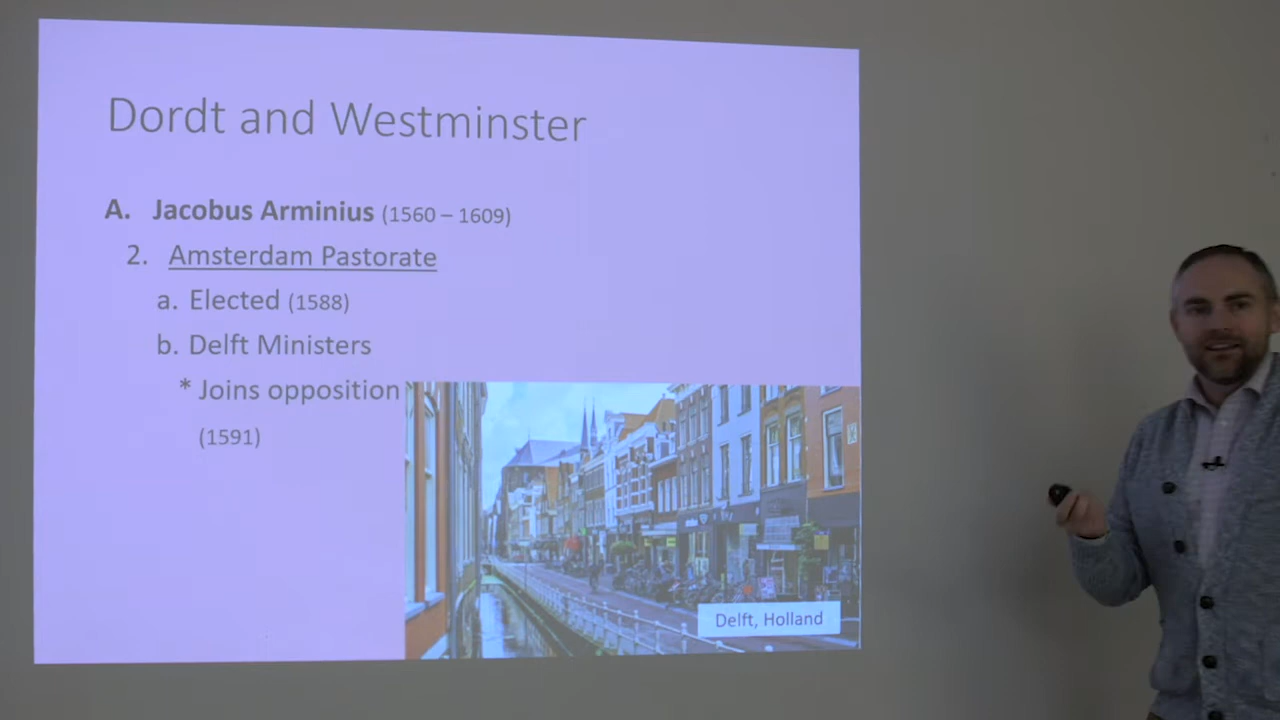 Dordt and Westminster
A. Jacobus Arminius (1560 – 1609)
2. Amsterdam Pastorate
a. Elected (1588)
b. Delft Ministers
* Joins opposition
(1591)
Delft, Holland